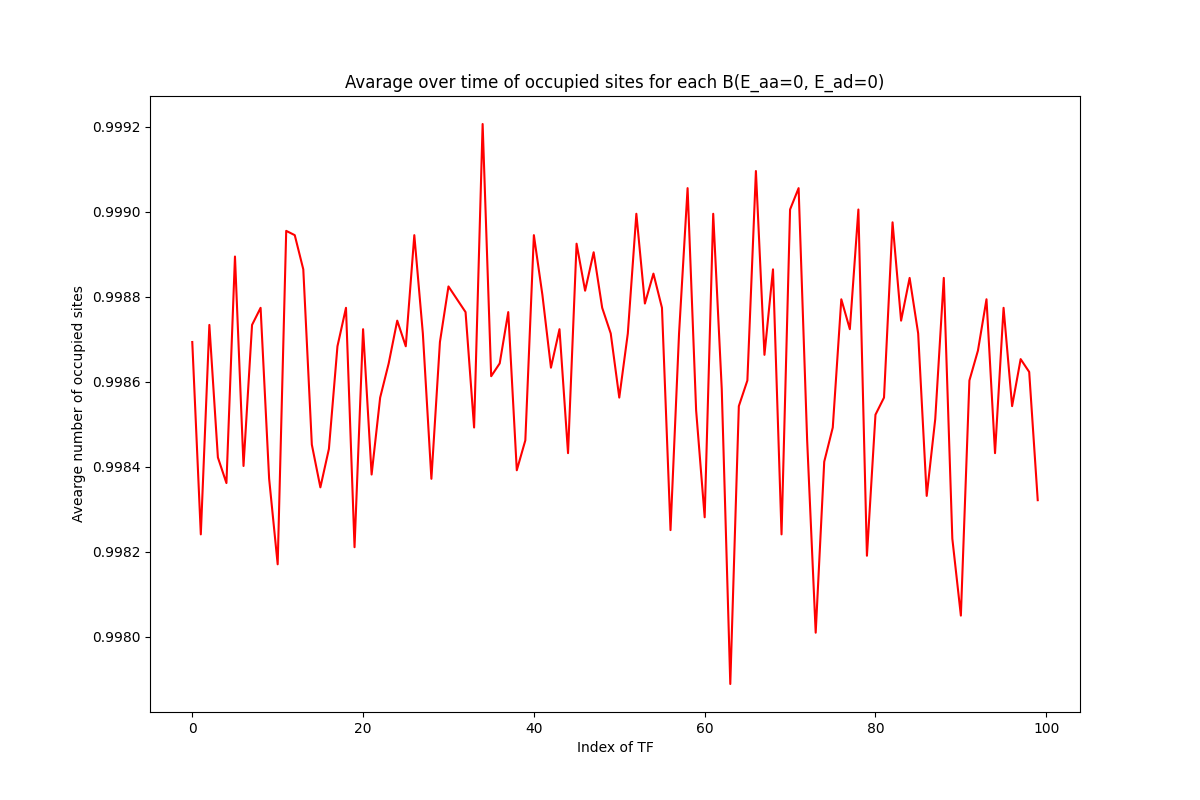 Avarage over time of occupied sites for each B(E_aa=0, E_ad=0)
Avearge number of occupied sites
0.9992
0.9990
0.9988
0.9986
0.9984
0.9982
0.9980
0 20 40 60 80 100
Index of TF